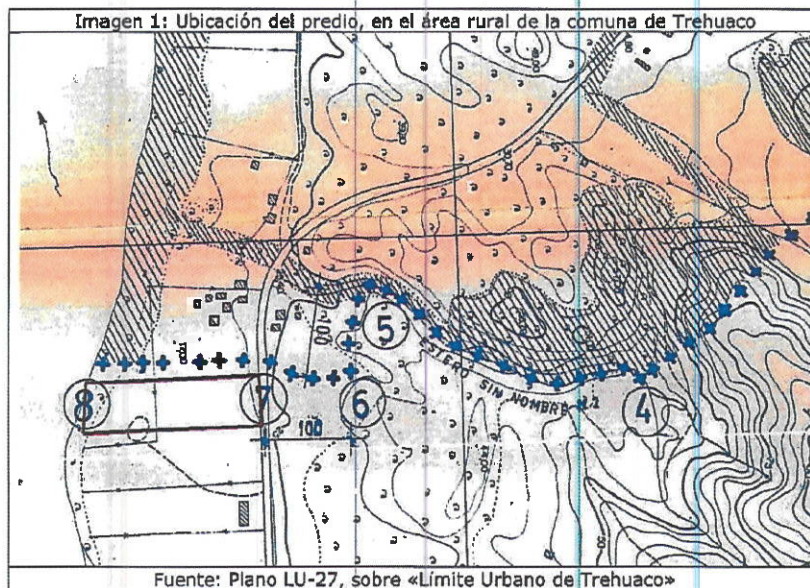 Imagen 1: Ubicación del predio, en el área rural de la comuna de Trehuaco
5
8
7
6
4
ESTERO SIN NOMBRE
100
100
Fuente: Plano LU-27, sobre «Límite Urbano de Trehuaco»